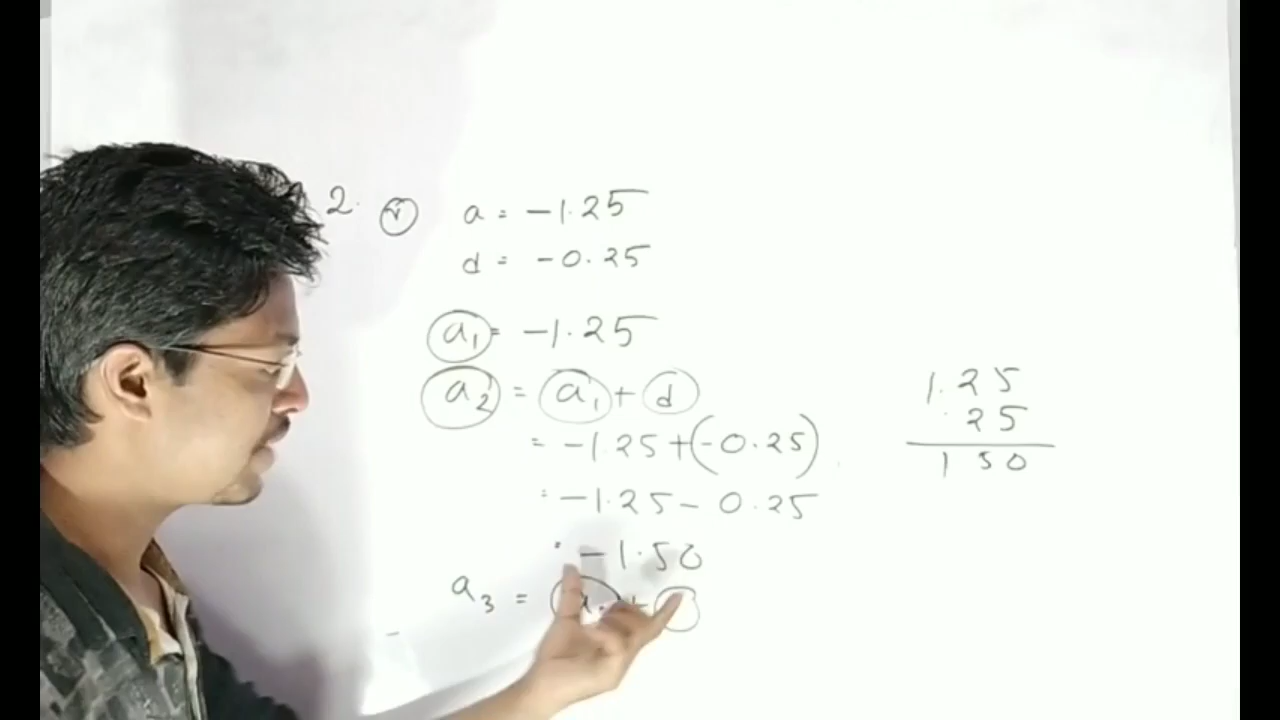 2. (v) a = -1.25
d = -0.25
a₁ = -1.25
a₂ = a₁ + d
= -1.25 + (-0.25)
= -1.25 - 0.25
= -1.50
a₃ =
1.25
.25
1 50